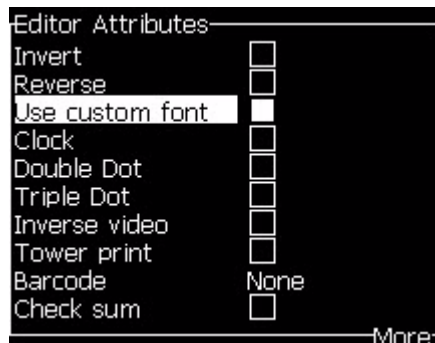 Editor Attributes
Invert
Reverse
Use custom font
Clock
Double Dot
Triple Dot
Inverse video
Tower print
Barcode None
Check sum
More